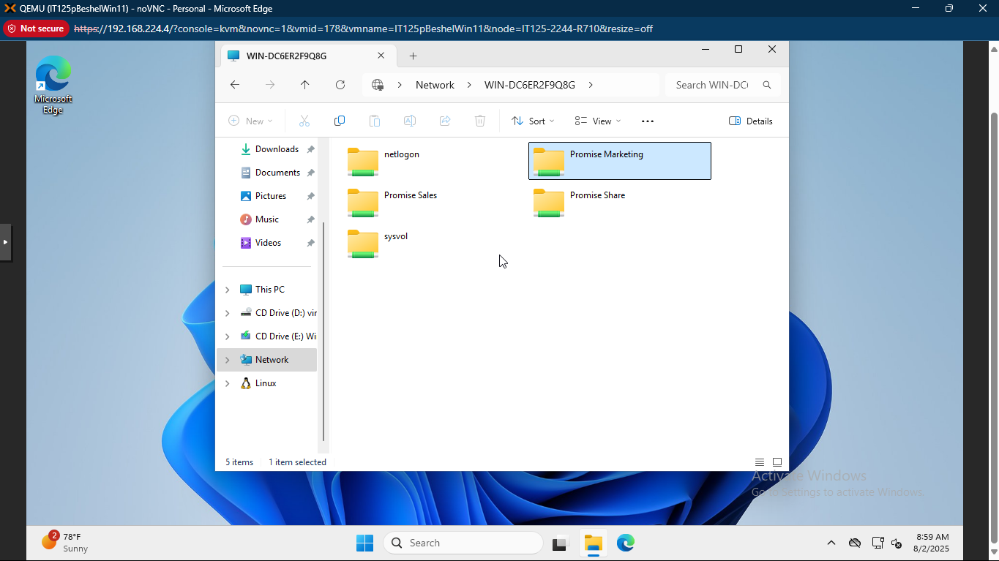 QEMU (IT125pBeshelWin11) - noVNC - Personal - Microsoft Edge
Not secure https://192.168.224.4/?console=kvm&novnc=1&vmid=178&vmname=IT125pBeshelWin11&node=IT125-2244-R710&resize=off
Microsoft
Edge
WIN-DC6ER2F9Q8G
Network
WIN-DC6ER2F9Q8G
Search WIN-DC(
New
Sort
View
Details
Downloads
Documents
Pictures
Music
Videos
This PC
CD Drive (D:) vir
CD Drive (E:) Wi
Network
Linux
netlogon
Promise Marketing
Promise Sales
Promise Share
sysvol
5 items
1 item selected
Activate Windows
Go to Settings to activate Windows.
2
78°F
Sunny
Search
8:59 AM
8/2/2025